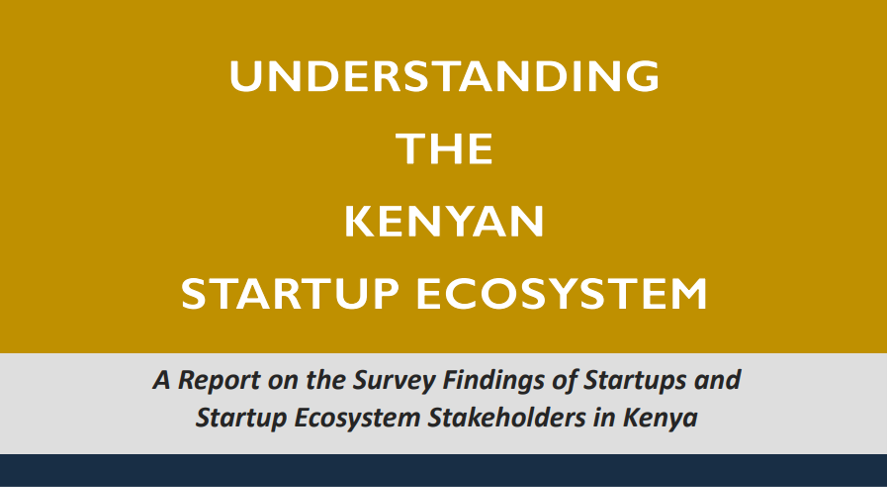 UNDERSTANDING
THE
KENYAN
STARTUP ECOSYSTEM
A Report on the Survey Findings of Startups and
Startup Ecosystem Stakeholders in Kenya